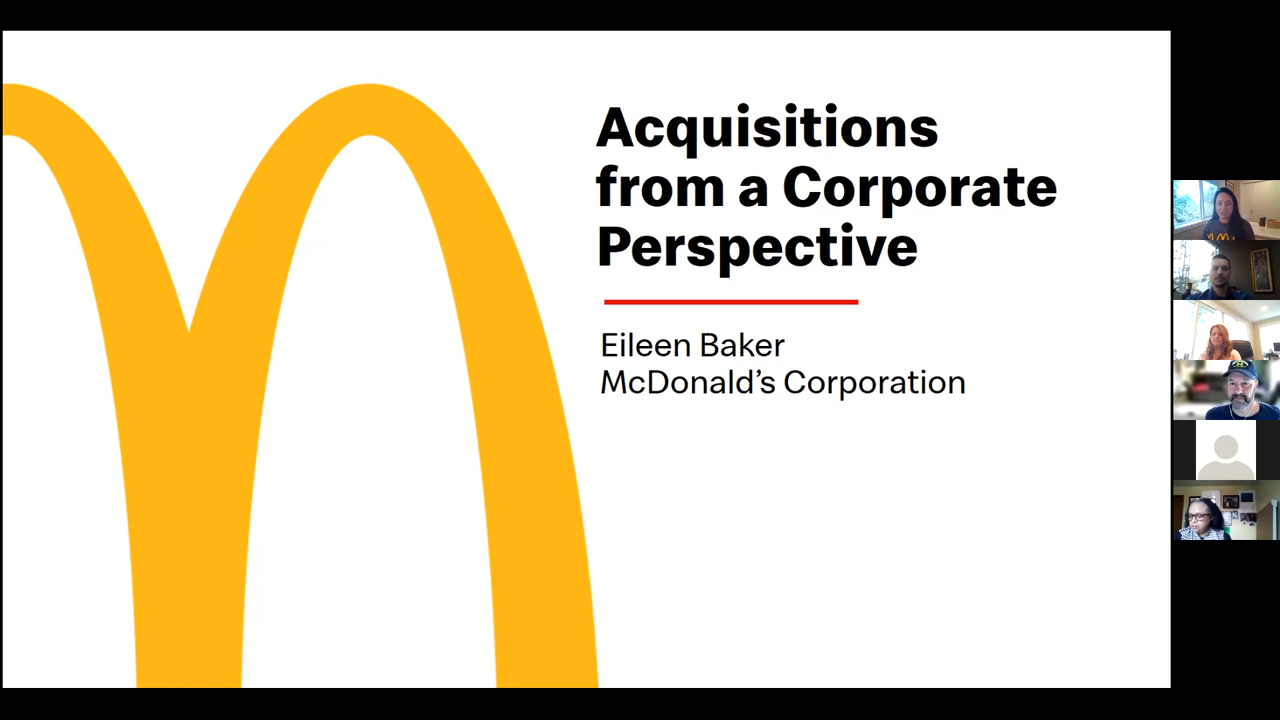 Acquisitions
from a Corporate
Perspective
Eileen Baker
McDonald’s Corporation